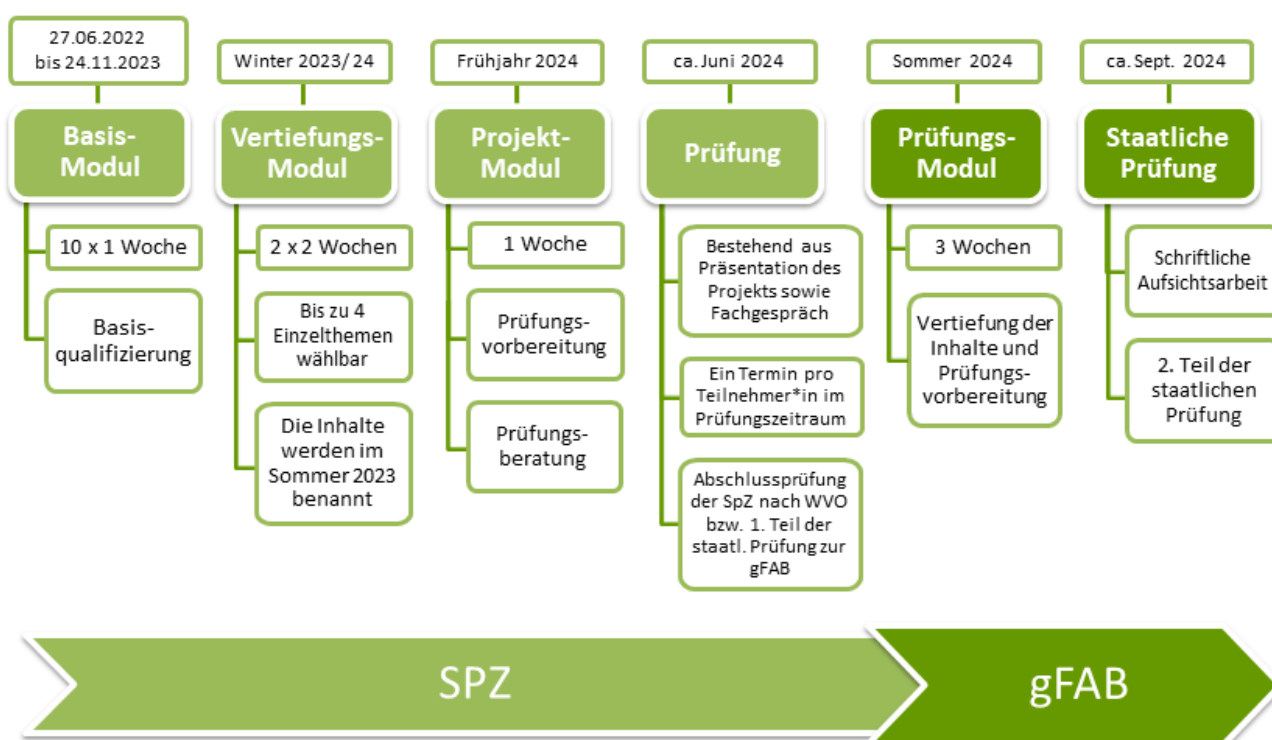 27.06.2022
bis 24.11.2023
Basis-
Modul
10 x 1 Woche
Basis-
qualifizierung
Winter 2023/24
Vertiefungs-
Modul
2 x 2 Wochen
Bis zu 4
Einzelthemen
wählbar
Die Inhalte
werden im
Sommer 2023
benannt
Frühjahr 2024
Projekt-
Modul
1 Woche
Prüfungs-
vorbereitung
Prüfungs-
beratung
ca. Juni 2024
Prüfung
Bestehend aus
Präsentation des
Projekts sowie
Fachgespräch
Ein Termin pro
Teilnehmer*in im
Prüfungszeitraum
Abschlussprüfung
der SpZ nach WVO
bzw. 1. Teil der
staatl. Prüfung zur
gFAB
Sommer 2024
Prüfungs-
Modul
3 Wochen
Vertiefung der
Inhalte und
Prüfungs-
vorbereitung
ca. Sept. 2024
Staatliche
Prüfung
Schriftliche
Aufsichtsarbeit
2. Teil der
staatlichen
Prüfung
SPZ
gFAB